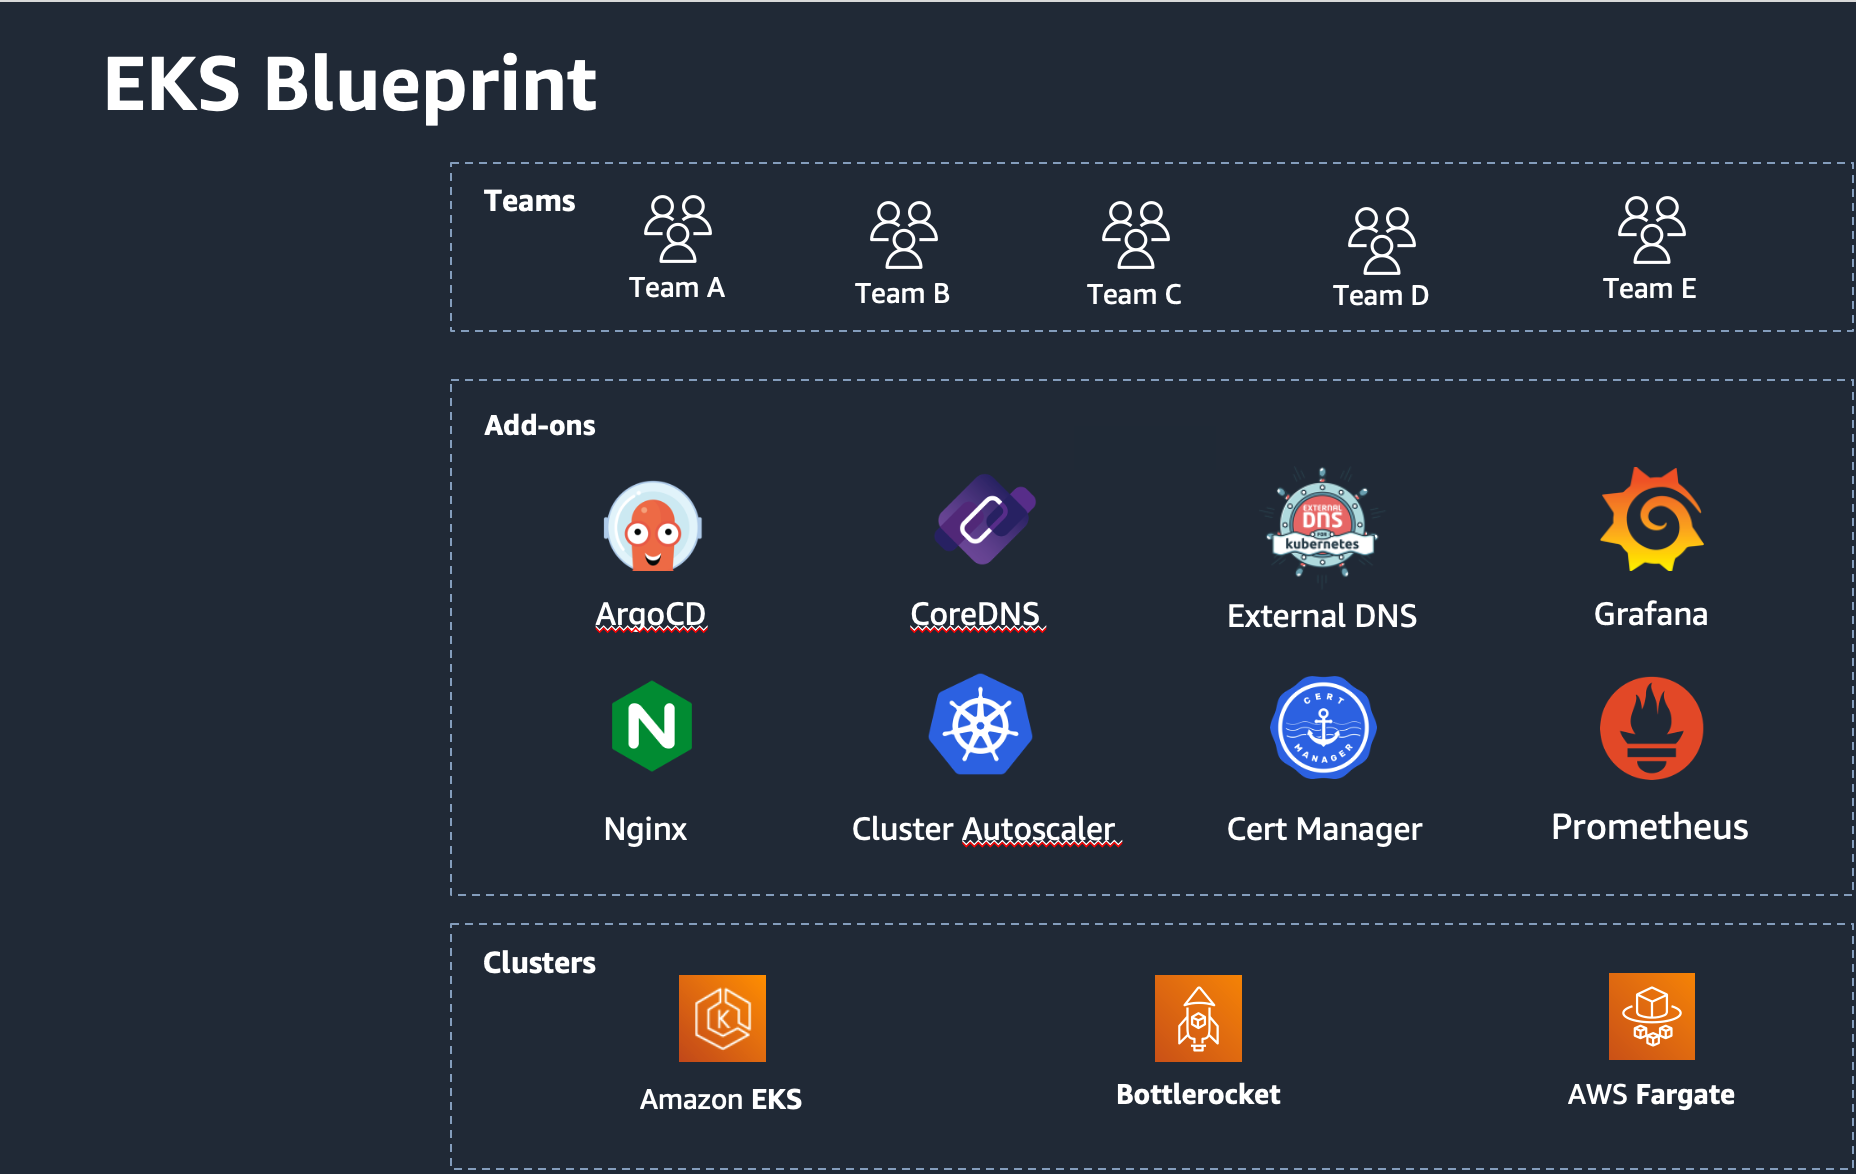 EKS Blueprint
Teams
Team A
Team B
Team C
Team D
Team E
Add-ons
EXTERNAL
DNS
FOR
kubernetes
ArgoCD
CoreDNS
External DNS
Grafana
N
CERT
MANAGER
Nginx
Cluster Autoscaler
Cert Manager
Prometheus
Clusters
K
Amazon EKS
Bottlerocket
AWS Fargate